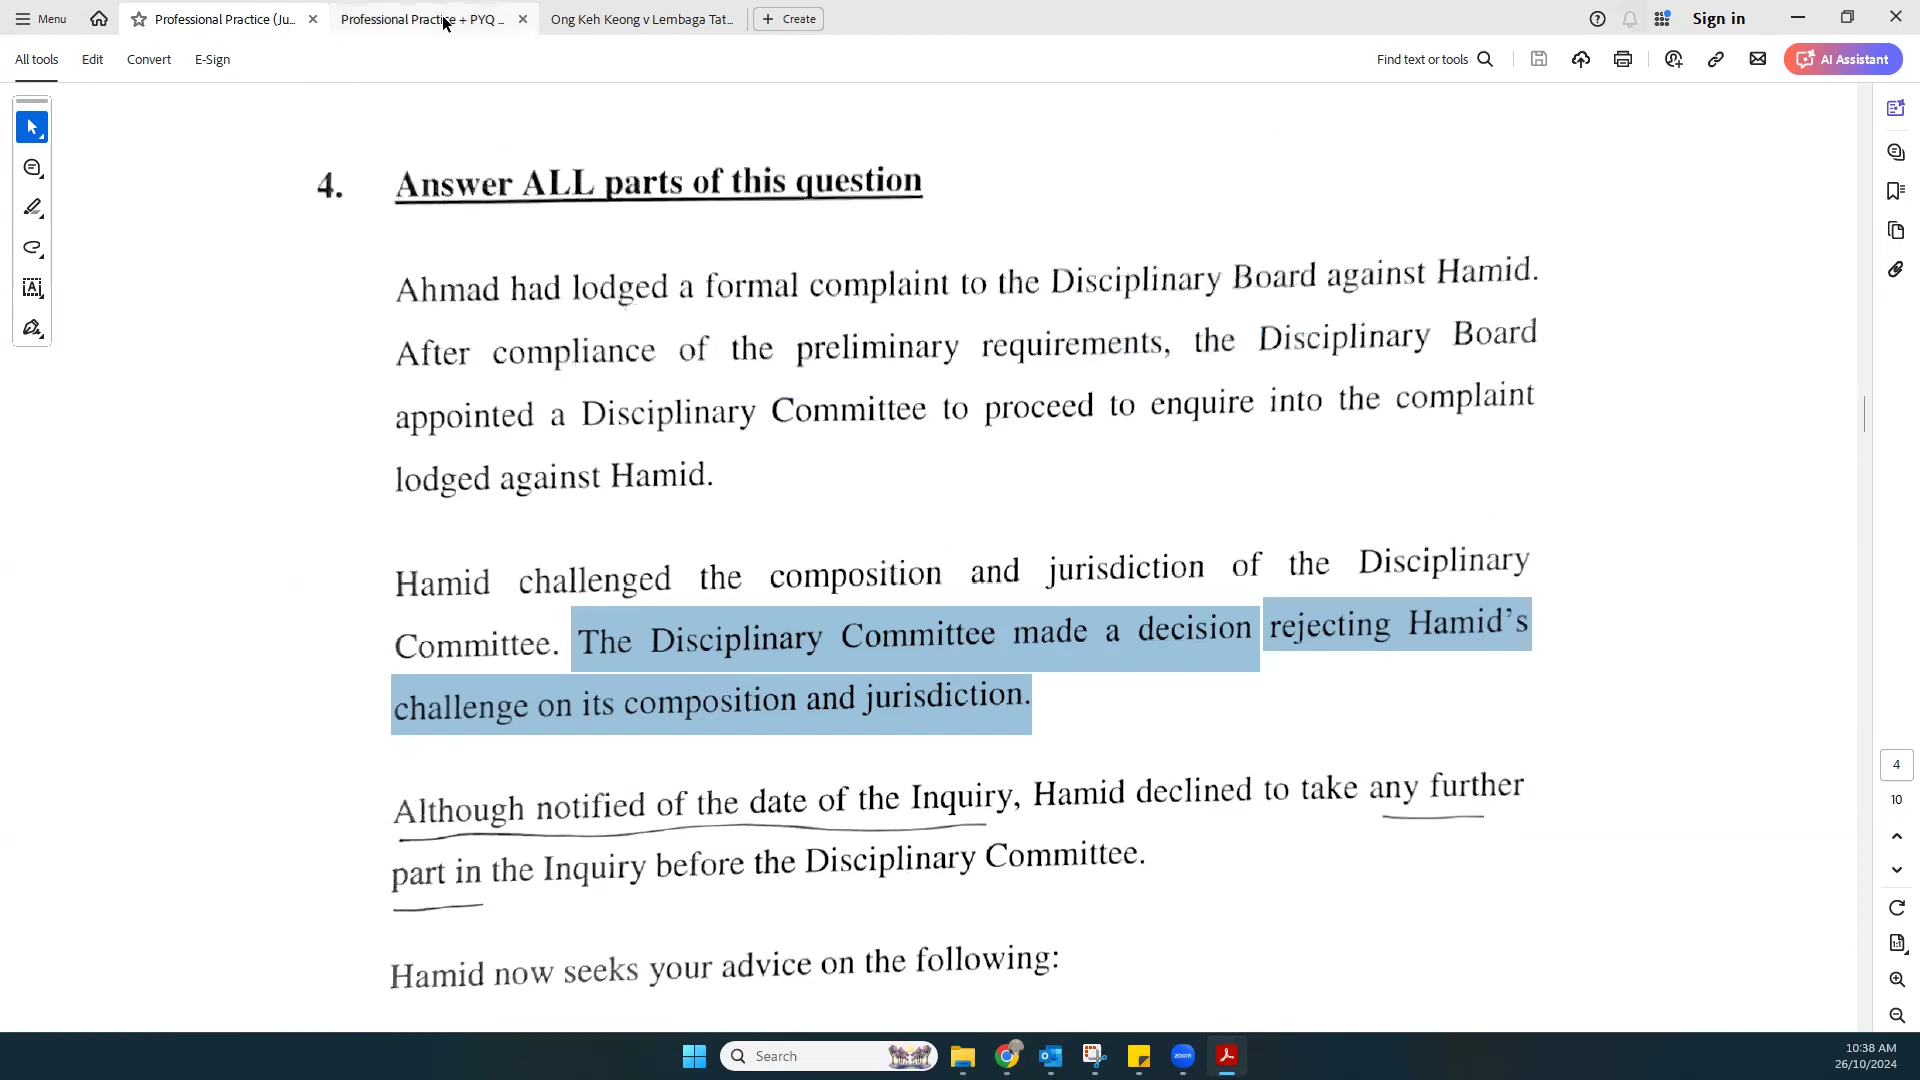 Menu
Professional Practice (Ju...
Professional Practice + PYQ ...
Ong Keh Keong v Lembaga Tat...
Create
Sign in
All tools
Edit
Convert
E-Sign
Find text or tools
AI Assistant
4. Answer ALL parts of this question
Ahmad had lodged a formal complaint to the Disciplinary Board against Hamid.
After compliance of the preliminary requirements, the Disciplinary Board
appointed a Disciplinary Committee to proceed to enquire into the complaint
lodged against Hamid.
Hamid challenged the composition and jurisdiction of the Disciplinary
Committee. The Disciplinary Committee made a decision rejecting Hamid's
challenge on its composition and jurisdiction.
Although notified of the date of the Inquiry, Hamid declined to take any further
part in the Inquiry before the Disciplinary Committee.
Hamid now seeks your advice on the following:
4
10
Search
zoom
10:38 AM
26/10/2024